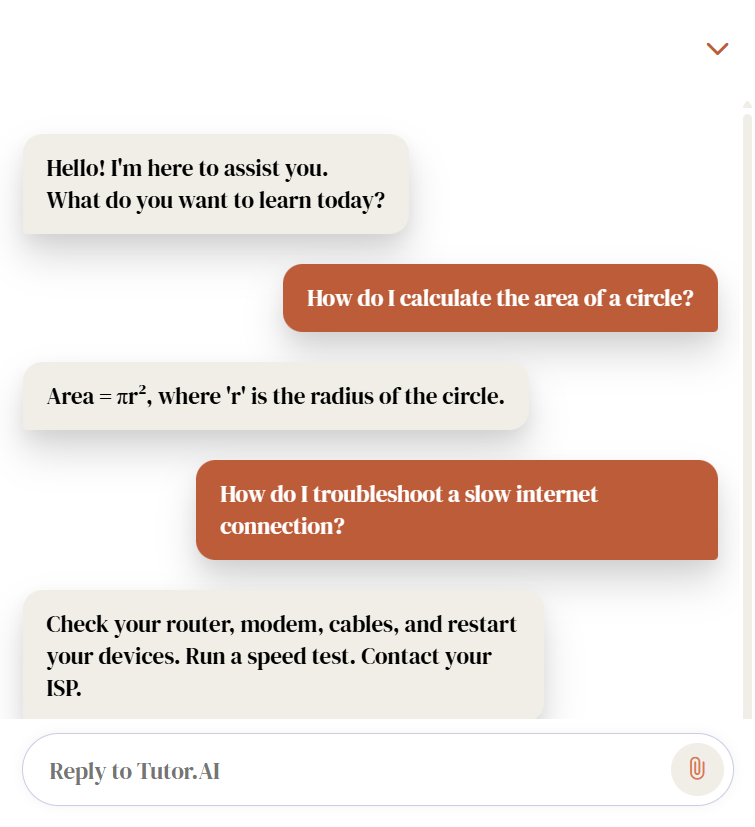 Hello! I'm here to assist you.
What do you want to learn today?
How do I calculate the area of a circle?
Area = πr², where 'r' is the radius of the circle.
How do I troubleshoot a slow internet
connection?
Check your router, modem, cables, and restart
your devices. Run a speed test. Contact your
ISP.
Reply to Tutor.AI